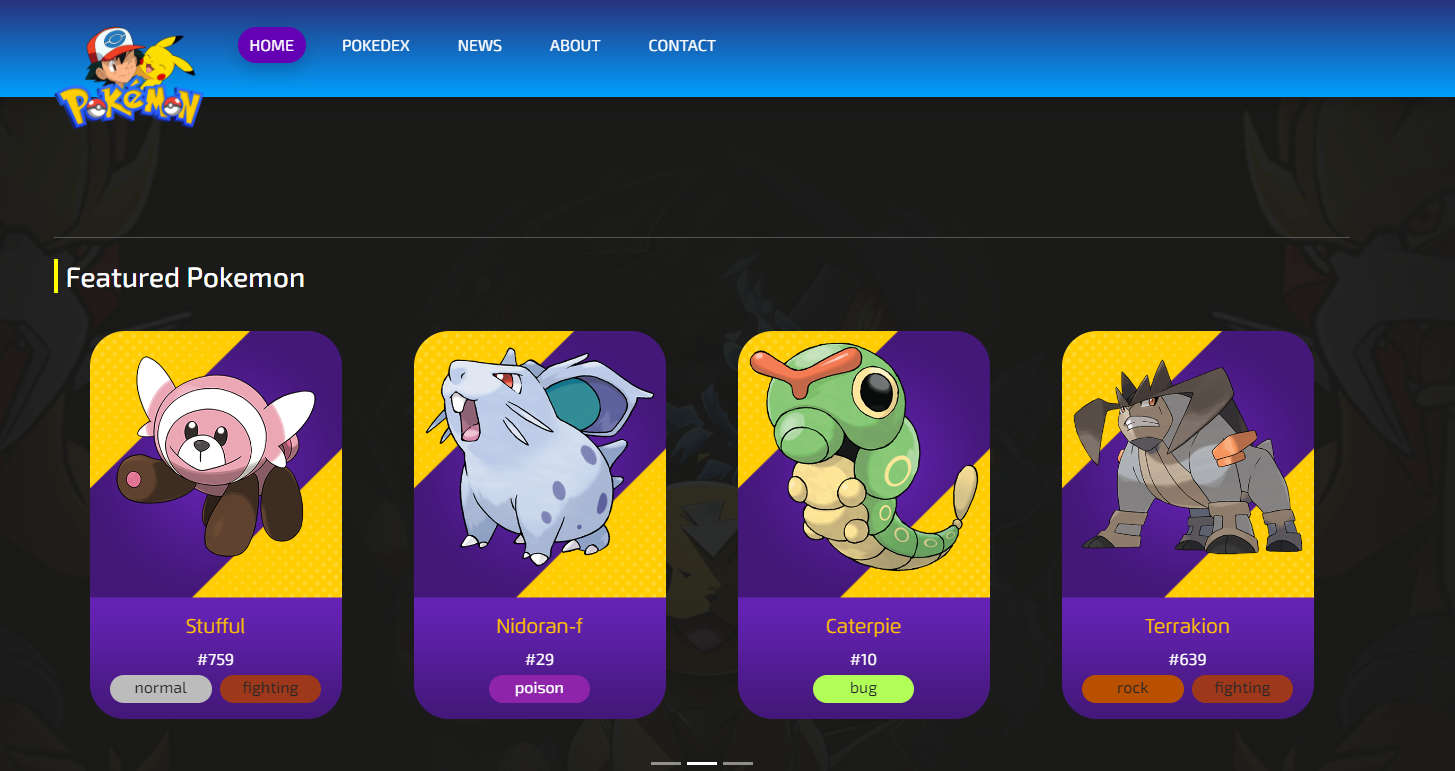 HOME POKEDEX NEWS ABOUT CONTACT
POKéMON
Featured Pokemon
Stufful Nidoran-f Caterpie Terrakion
#759 #29 #10 #639
normal fighting poison bug rock fighting